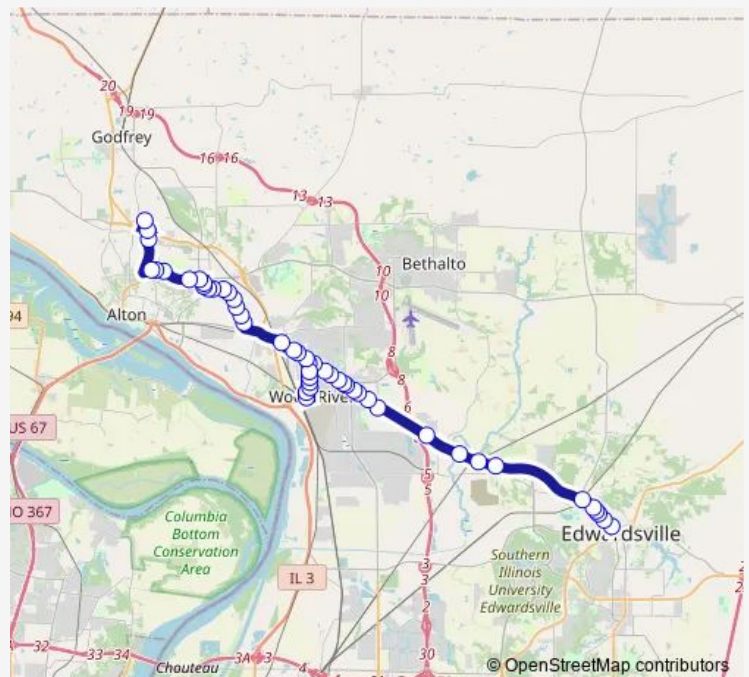 20
19 19
Godfrey
16 16
13 13
10
Bethalto
10
94
Alton
8
8
6
US 67
5
5
IO 367
Columbia
Bottom
Conservation
Area
Edwardsville
Southern
Illinois
University
Edwardsville
IL 3
3
3
2
32 33 34
3A 3
4
30
Chouteau
© OpenStreetMap contributors